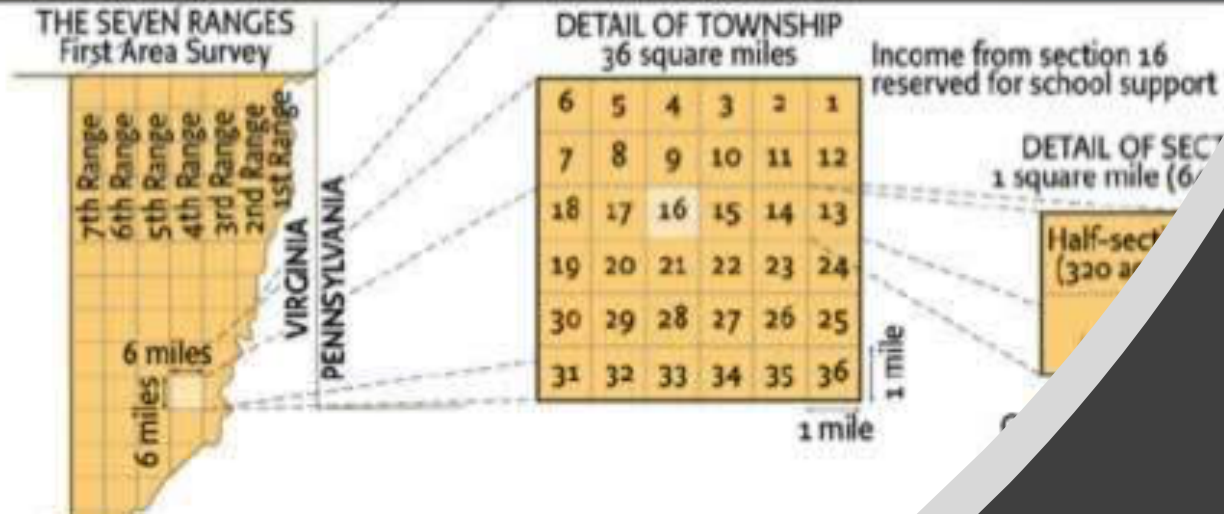 THE SEVEN RANGES
First Area Survey
7th Range
6th Range
5th Range
4th Range
3rd Range
2nd Range
1st Range
VIRGINIA
PENNSYLVANIA
6 miles
6 miles
DETAIL OF TOWNSHIP
36 square miles
6 5 4 3 2 1
7 8 9 10 11 12
18 17 16 15 14 13
19 20 21 22 23 24
30 29 28 27 26 25
31 32 33 34 35 36
1 mile
1 mile
Income from section 16
reserved for school support
DETAIL OF
1 square mile